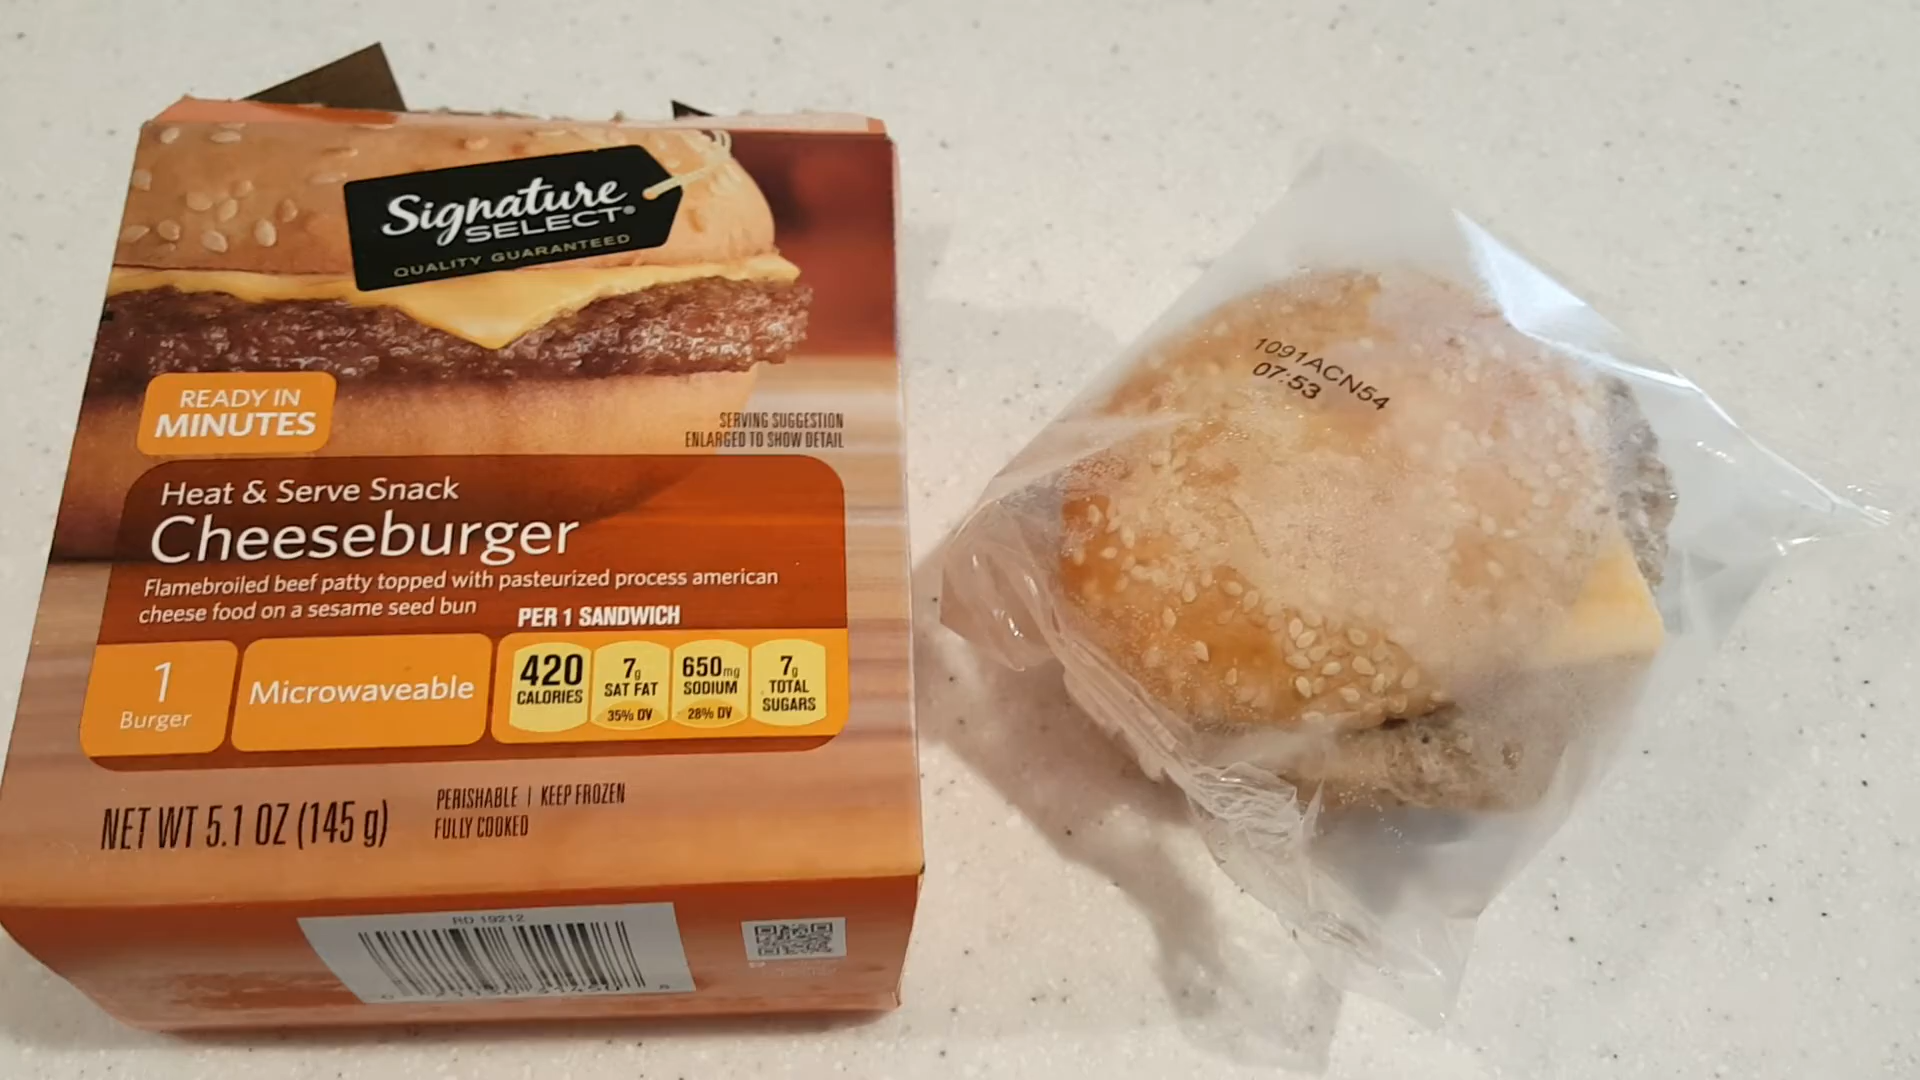 Signature
SELECT®
QUALITY GUARANTEED
READY IN
MINUTES
SERVING SUGGESTION
ENLARGED TO SHOW DETAIL
Heat & Serve Snack
Cheeseburger
Flamebroiled beef patty topped with pasteurized process american
cheese food on a sesame seed bun
PER 1 SANDWICH
1
Burger
Microwaveable
420
CALORIES
7g
SAT FAT
35% DV
650mg
SODIUM
28% DV
7g
TOTAL
SUGARS
NET WT 5.1 OZ (145 g)
PERISHABLE | KEEP FROZEN
FULLY COOKED
RD 19212
1091ACN54
07:53